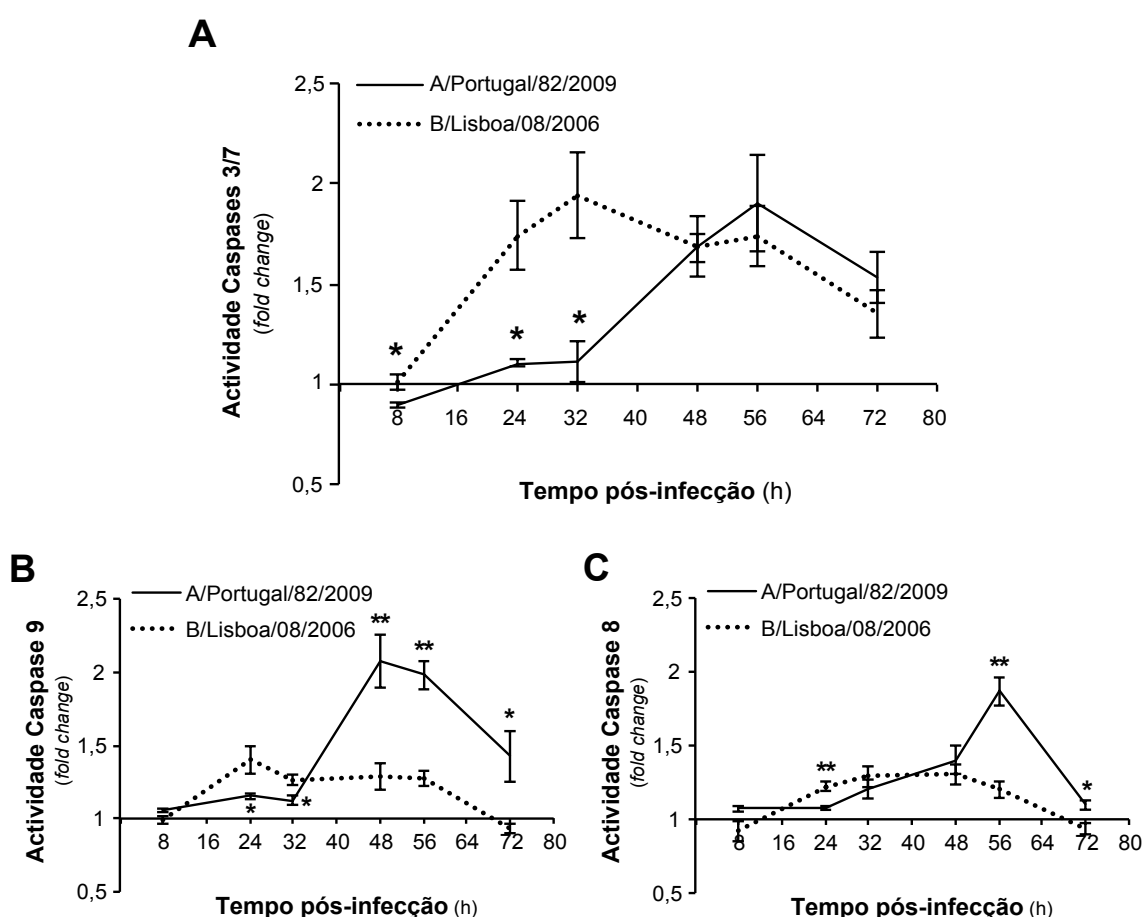 A
2,5
A/Portugal/82/2009
B/Lisboa/08/2006
Actividade Caspases 3/7
(fold change)
2
1,5
*
*
*
1
8 16 24 32 40 48 56 64 72 80
0,5
Tempo pós-infecção (h)
B
2,5
A/Portugal/82/2009
B/Lisboa/08/2006
Actividade Caspase 9
(fold change)
**
**
2
*
1,5
*
*
1
8 16 24 32 40 48 56 64 72 80
0,5
Tempo pós-infecção (h)
C
2,5
A/Portugal/82/2009
B/Lisboa/08/2006
Actividade Caspase 8
(fold change)
**
2
1,5
**
*
1
8 16 24 32 40 48 56 64 72 80
0,5
Tempo pós-infecção (h)